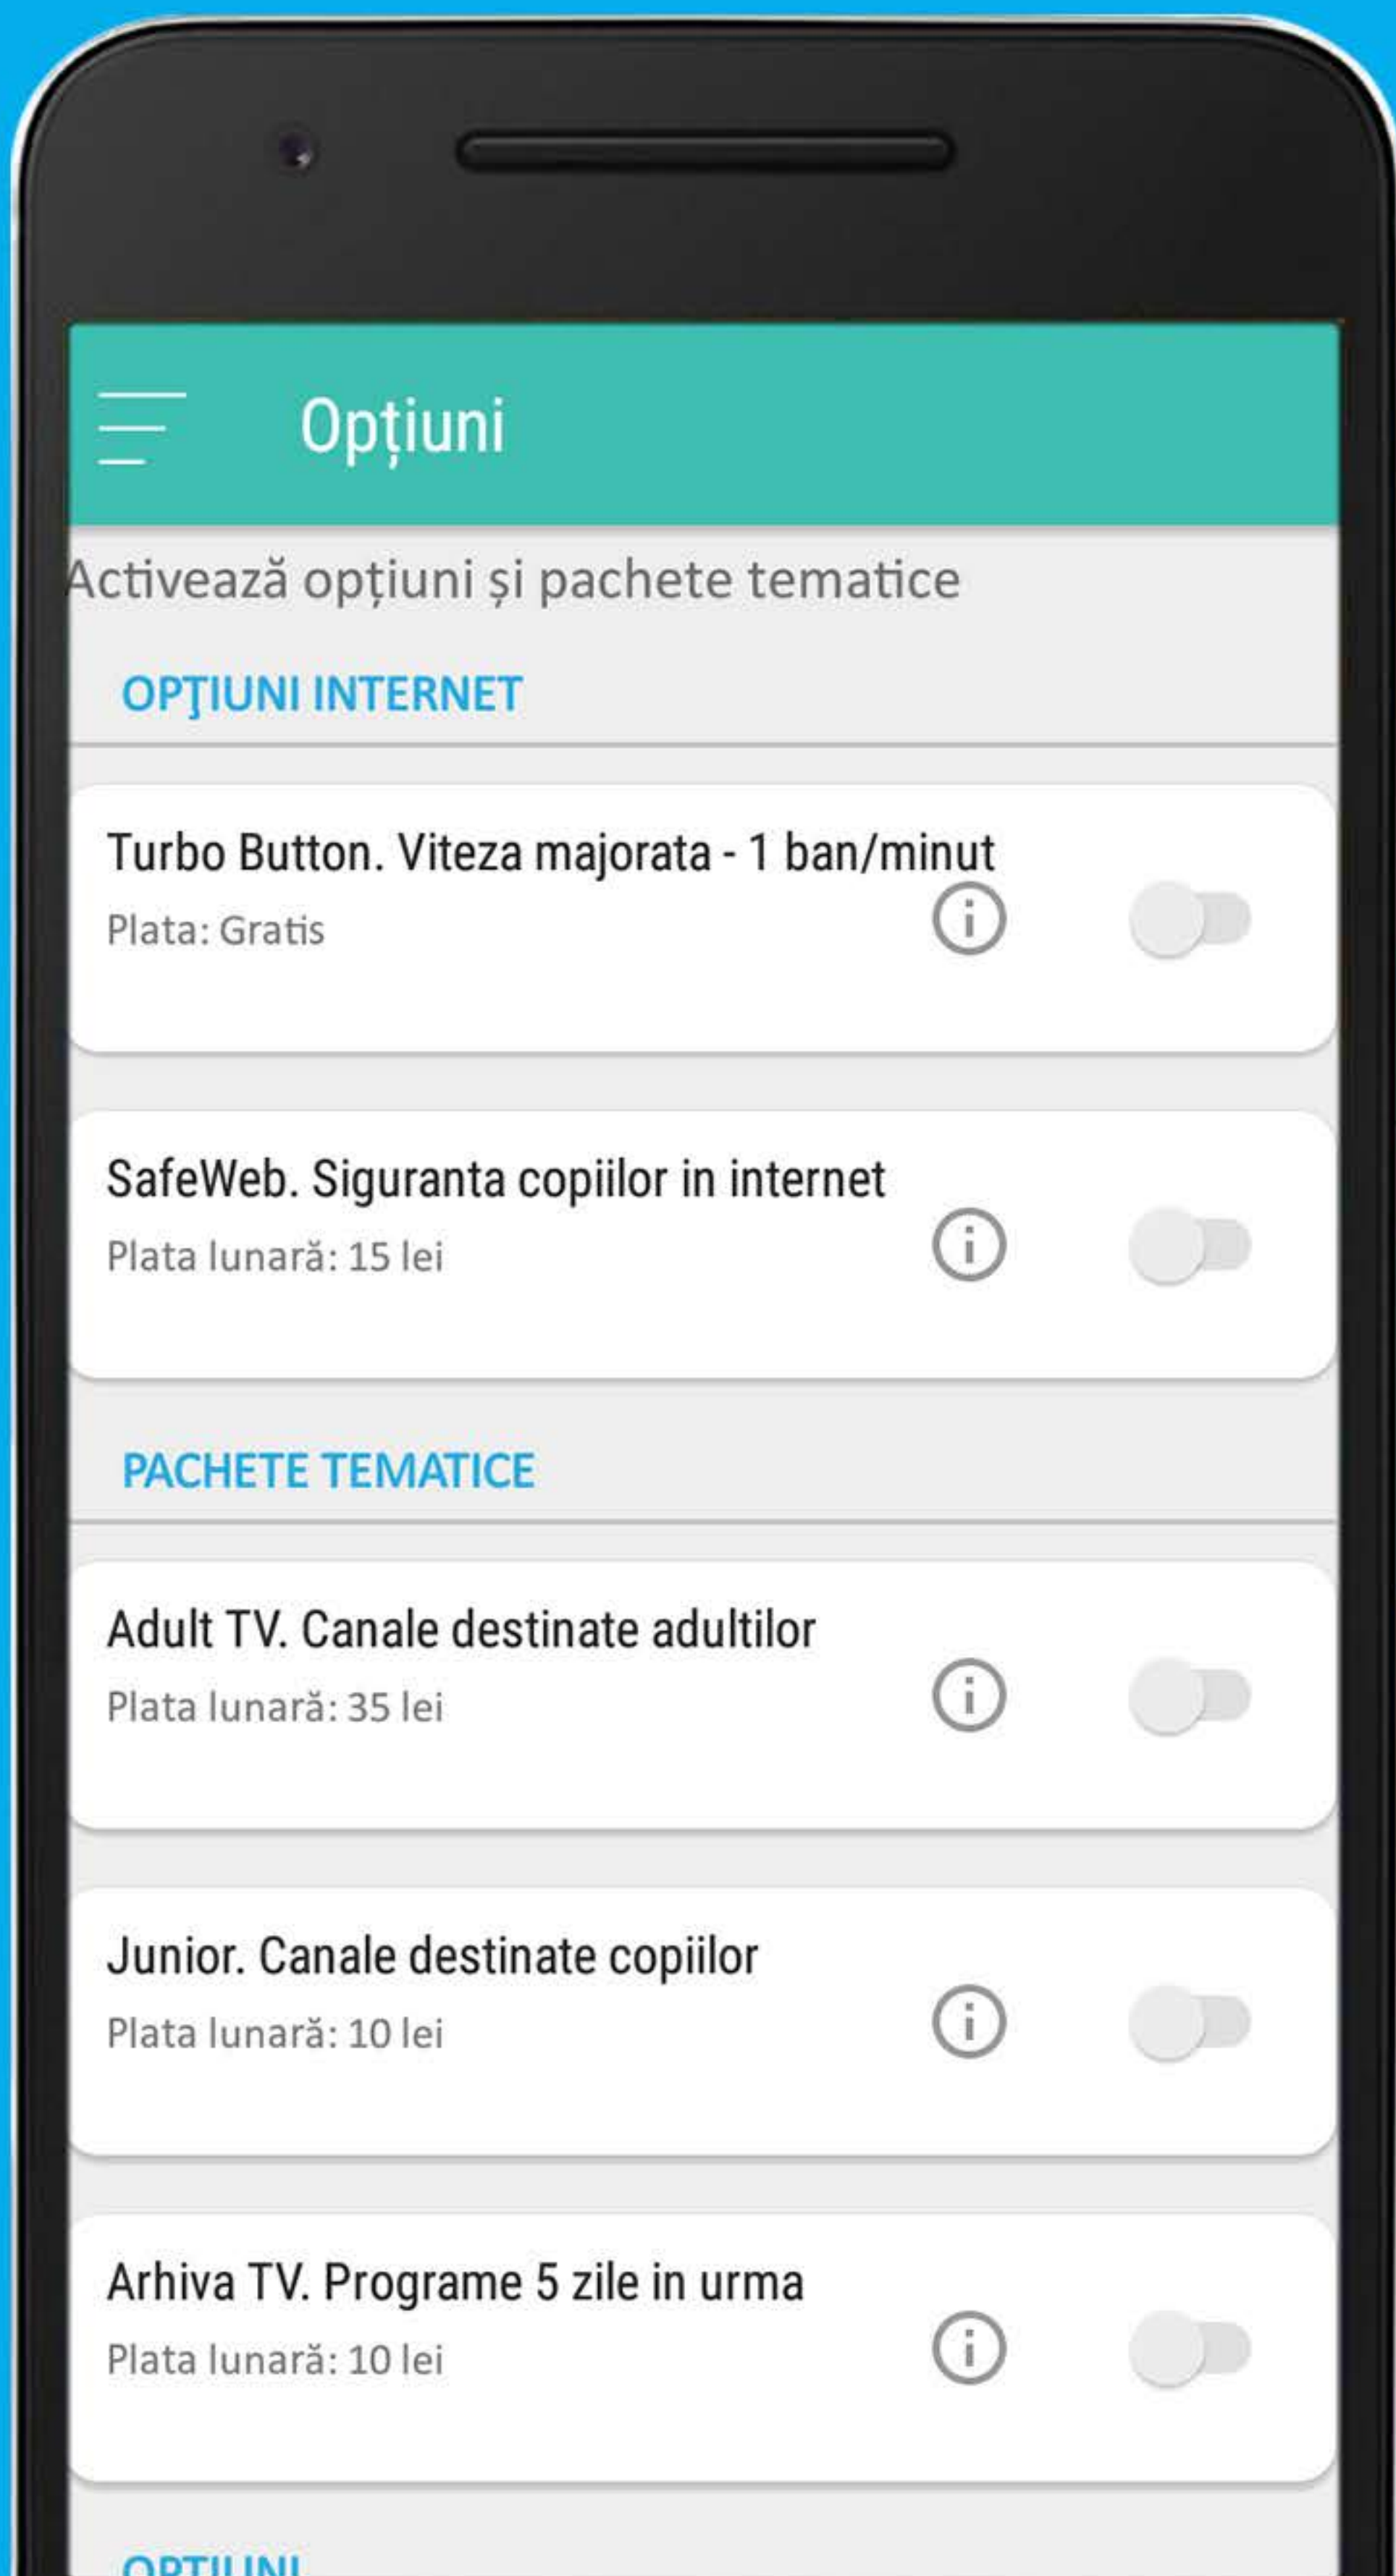 Opțiuni
Activează opțiuni și pachete tematice
OPŢIUNI INTERNET
Turbo Button. Viteza majorata - 1 ban/minut
Plata: Gratis
SafeWeb. Siguranta copiilor in internet
Plata lunară: 15 lei
PACHETE TEMATICE
Adult TV. Canale destinate adultilor
Plata lunară: 35 lei
Junior. Canale destinate copiilor
Plata lunară: 10 lei
Arhiva TV. Programe 5 zile in urma
Plata lunară: 10 lei